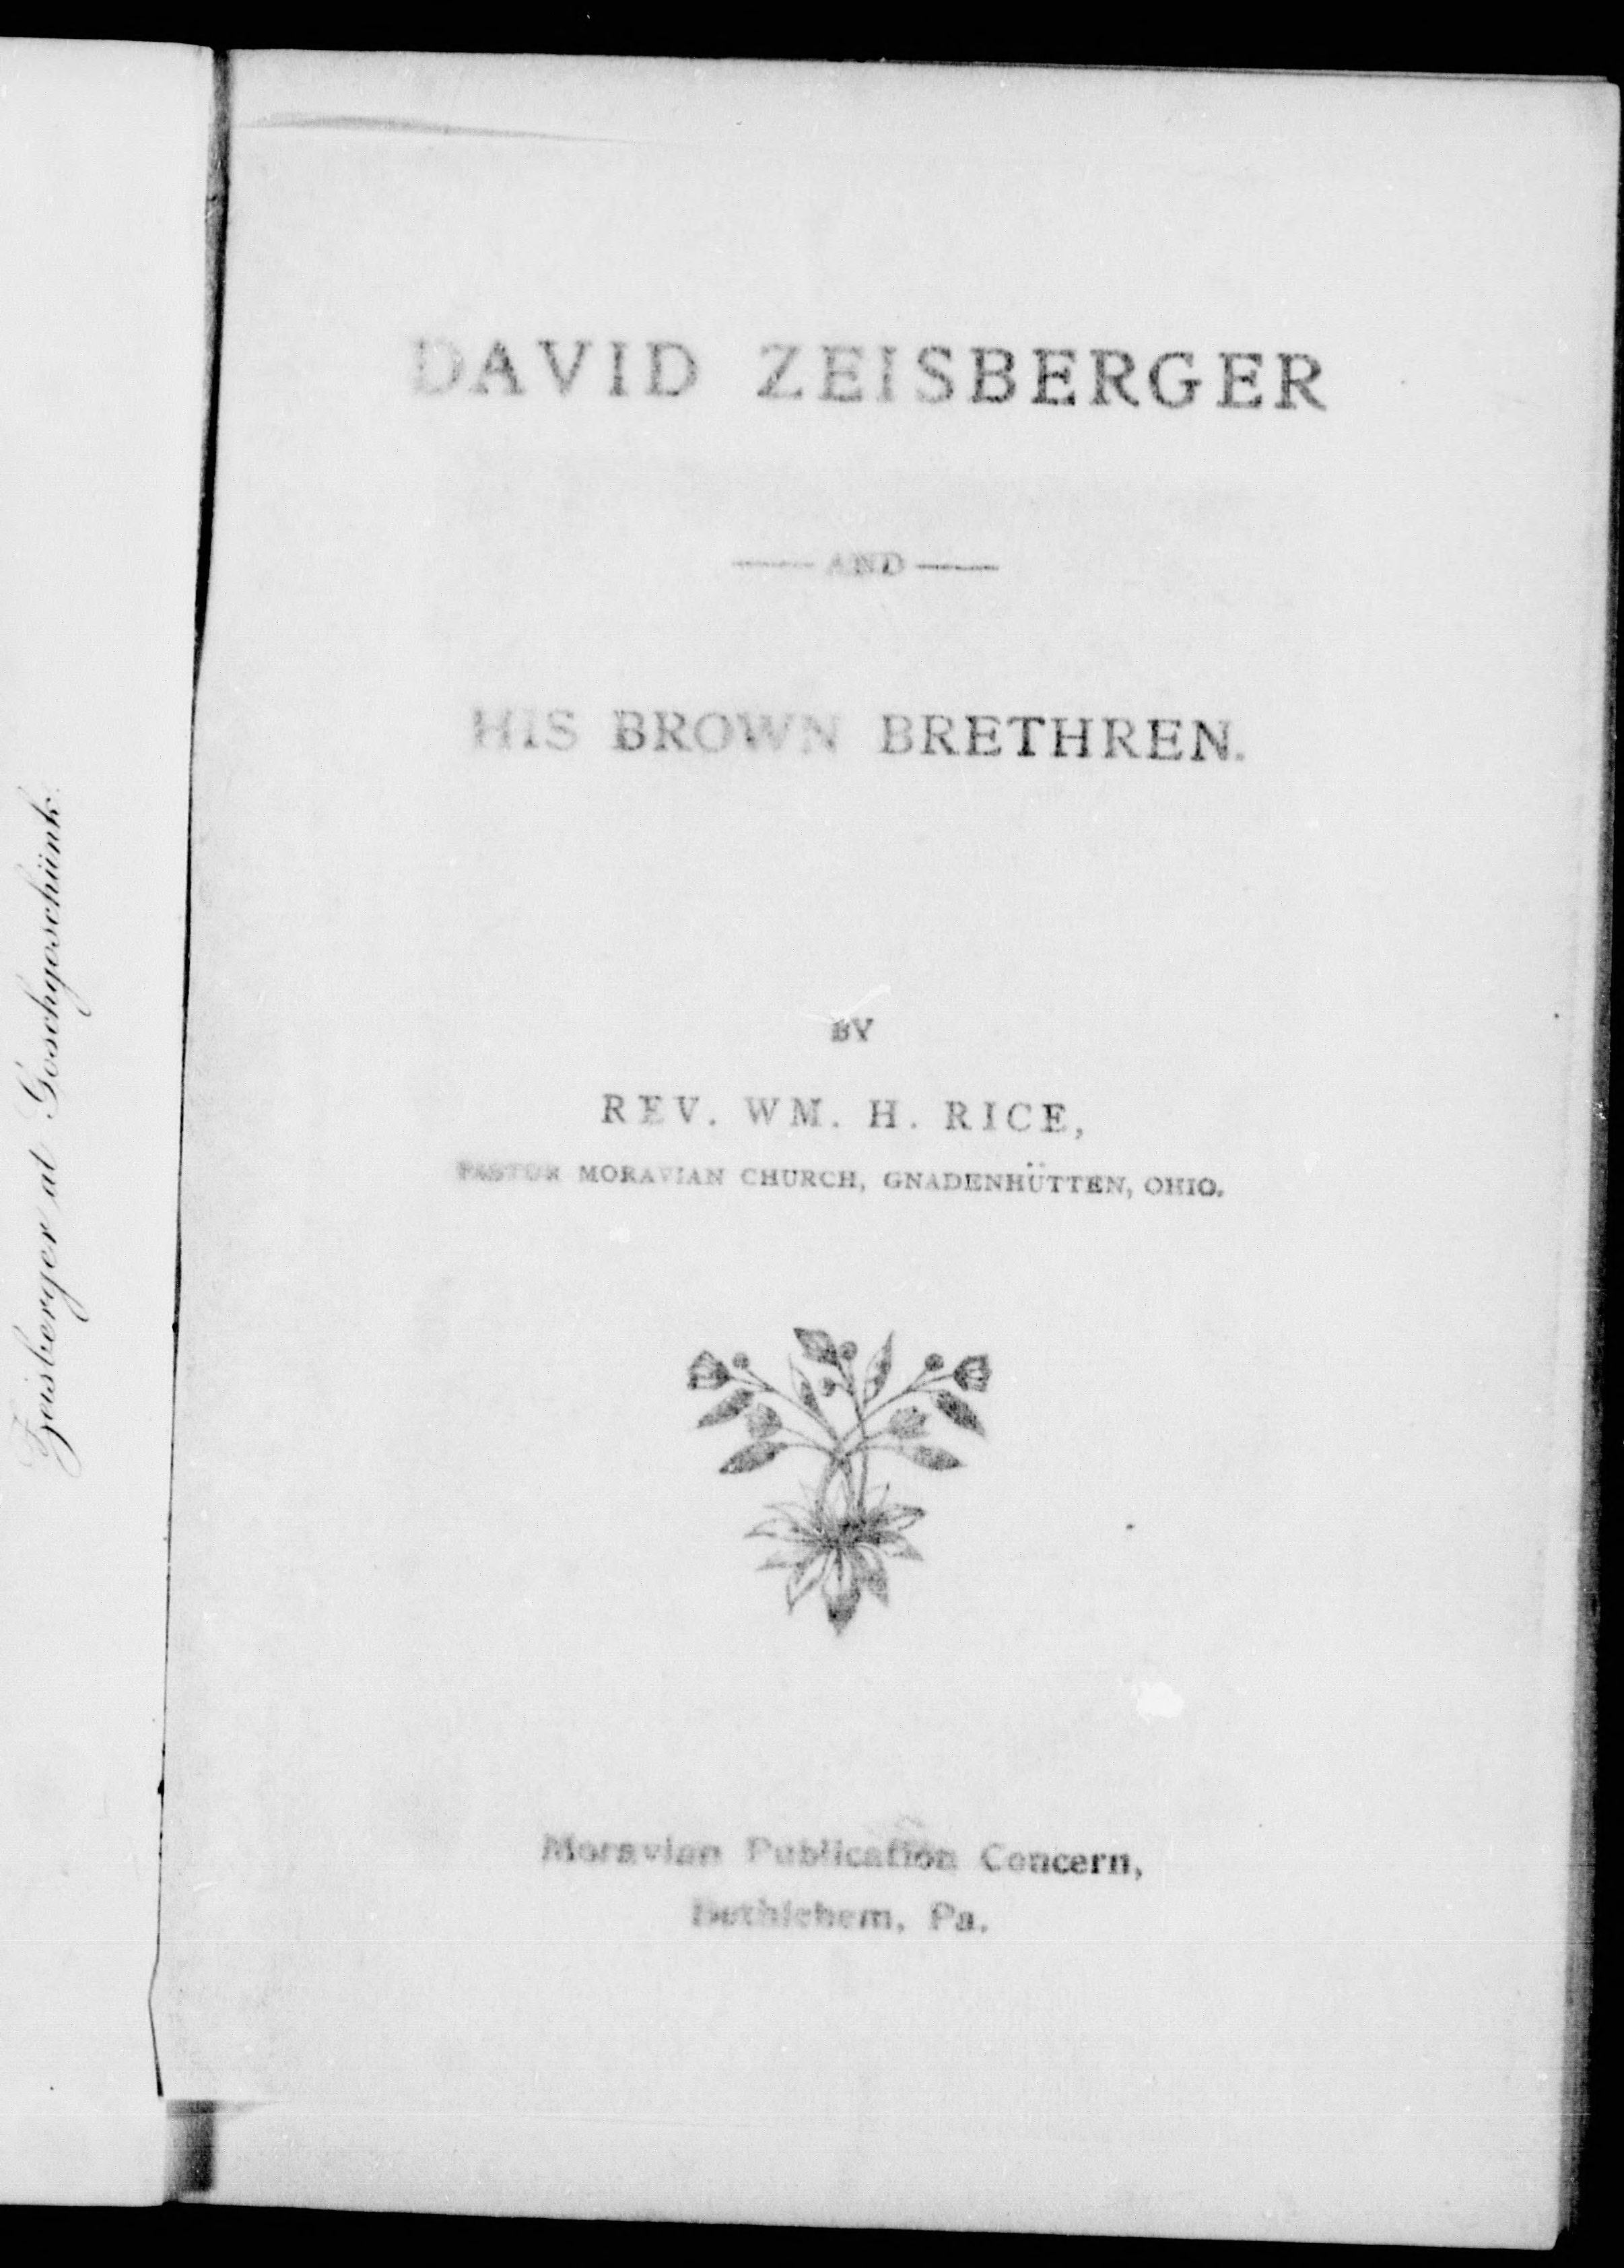 Zeisberger at Goschgoschünk.
DAVID ZEISBERGER
AND
HIS BROWN BRETHREN.
BY
REV. WM. H. RICE,
PASTOR MORAVIAN CHURCH, GNADENHÜTTEN, OHIO.
Moravian Publication Concern,
Bethlehem, Pa.